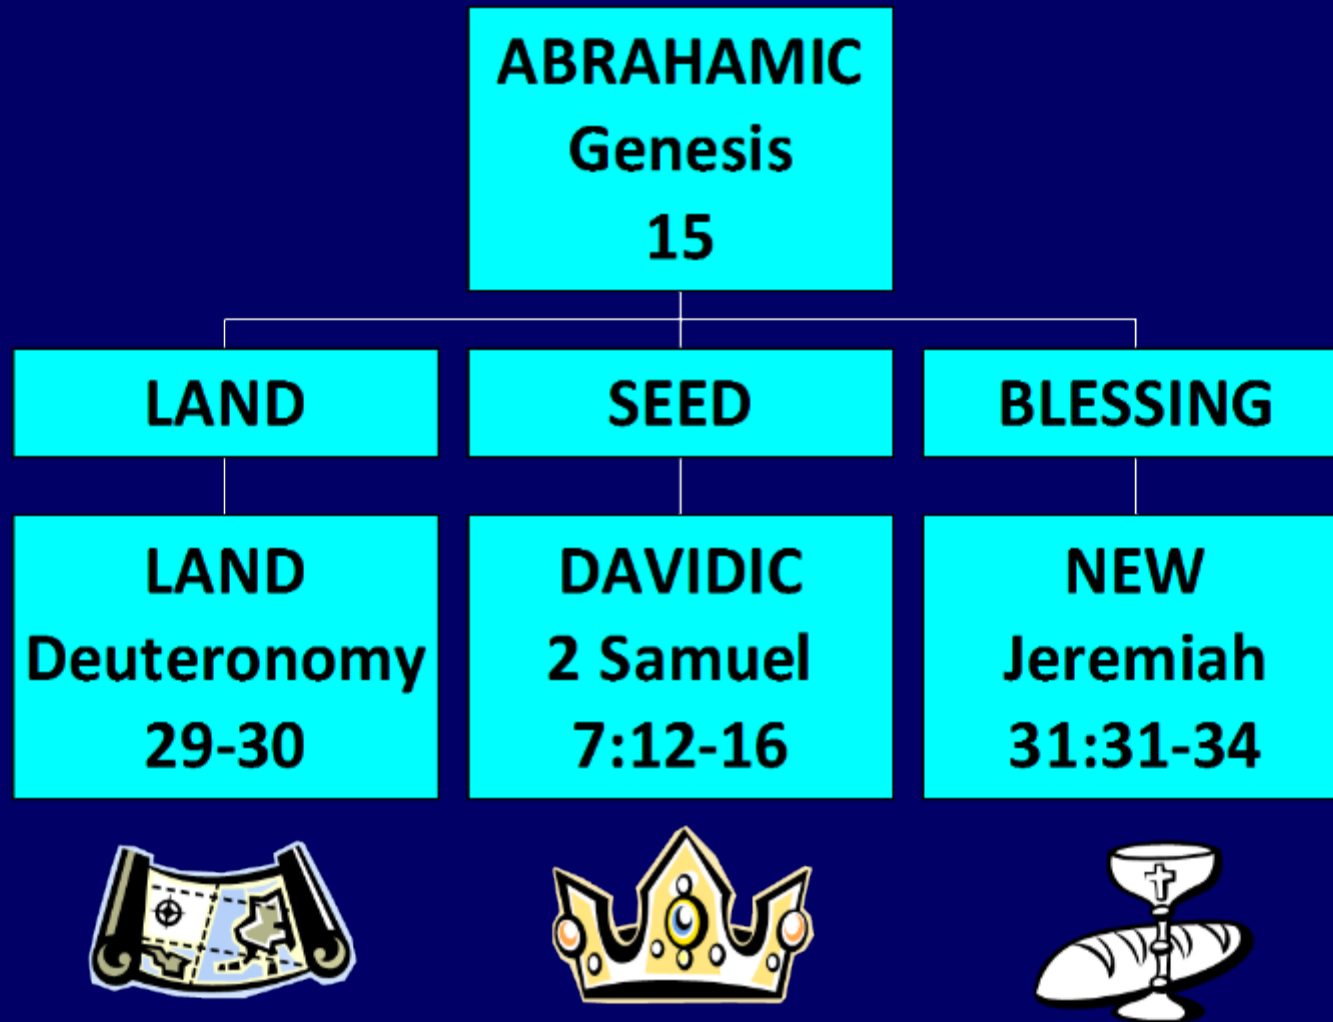 ABRAHAMIC
Genesis
15
LAND
SEED
BLESSING
LAND
Deuteronomy
29-30
DAVIDIC
2 Samuel
7:12-16
NEW
Jeremiah
31:31-34